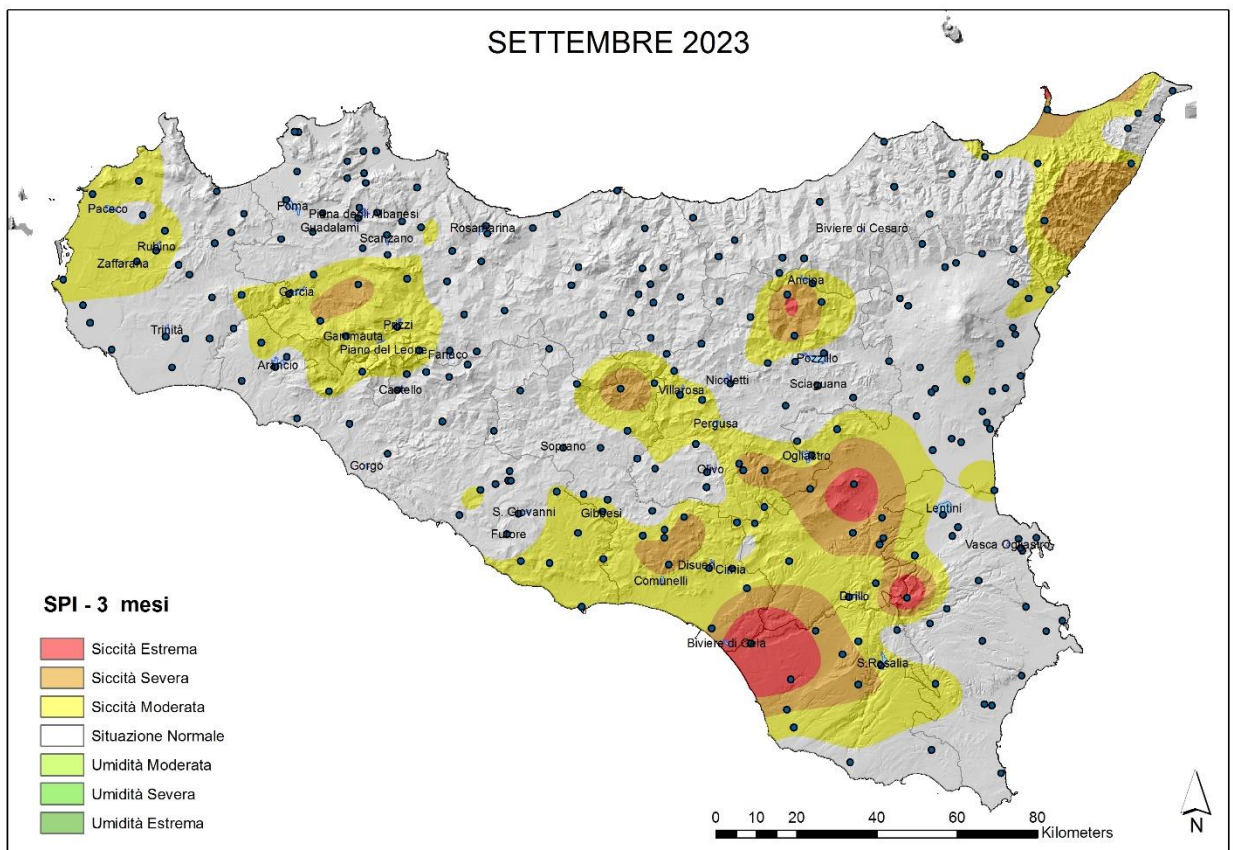 SETTEMBRE 2023
Paceco
Poma
Piana degli Albanesi
Guadalami
Scanzano
Rosamarina
Biviere di Cesarò
Rubino
Zaffarana
Garcia
Ancipa
Trinità
Prizzi
Gammauta
Piano del Leone
Fanaco
Arancio
Castello
Pozzillo
Villarosa
Nicoletti
Sciaguana
Pergusa
Soprano
Gorgo
Olivo
Ogliastro
S. Giovanni
Gibbesi
Lentini
Furore
Vasca Ogliastro
Disueri
Cimia
Comunelli
Dirillo
Biviere di Gela
S.Rosalia
SPI - 3 mesi
Siccità Estrema
Siccità Severa
Siccità Moderata
Situazione Normale
Umidità Moderata
Umidità Severa
Umidità Estrema
0 10 20 40 60 80
Kilometers
N